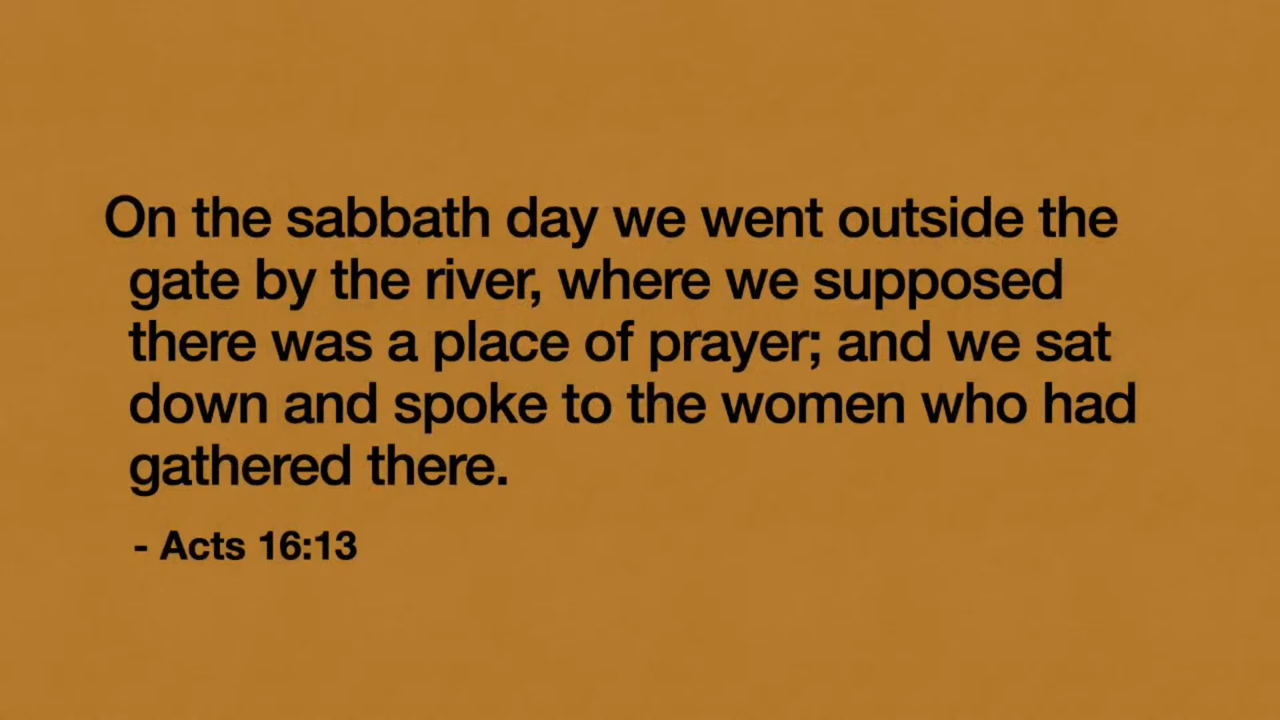 On the sabbath day we went outside the
gate by the river, where we supposed
there was a place of prayer; and we sat
down and spoke to the women who had
gathered there.
- Acts 16:13